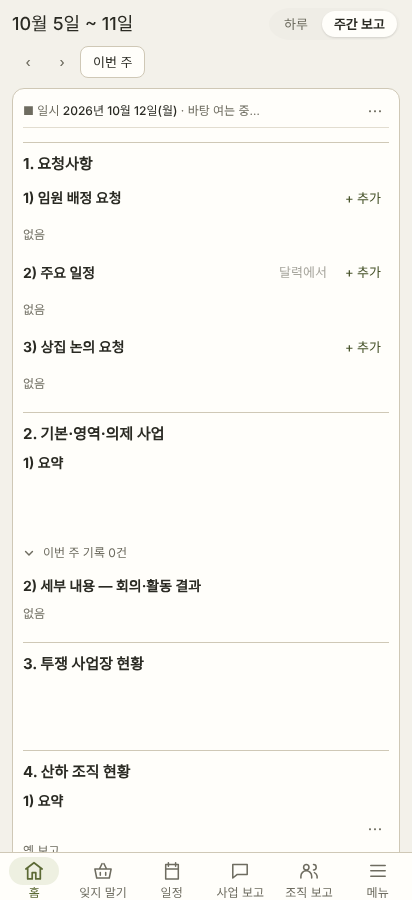 10월 5일 ~ 11일
하루 주간 보고
‹ › 이번 주
■ 일시 2026년 10월 12일(월) · 바탕 여는 중… ···
1. 요청사항
1) 임원 배정 요청 + 추가
없음
2) 주요 일정 달력에서 + 추가
없음
3) 상집 논의 요청 + 추가
없음
2. 기본·영역·의제 사업
1) 요약
이번 주 기록 0건
2) 세부 내용 — 회의·활동 결과
없음
3. 투쟁 사업장 현황
4. 산하 조직 현황
1) 요약
···
옛 보고
홈 잊지 말기 일정 사업 보고 조직 보고 메뉴